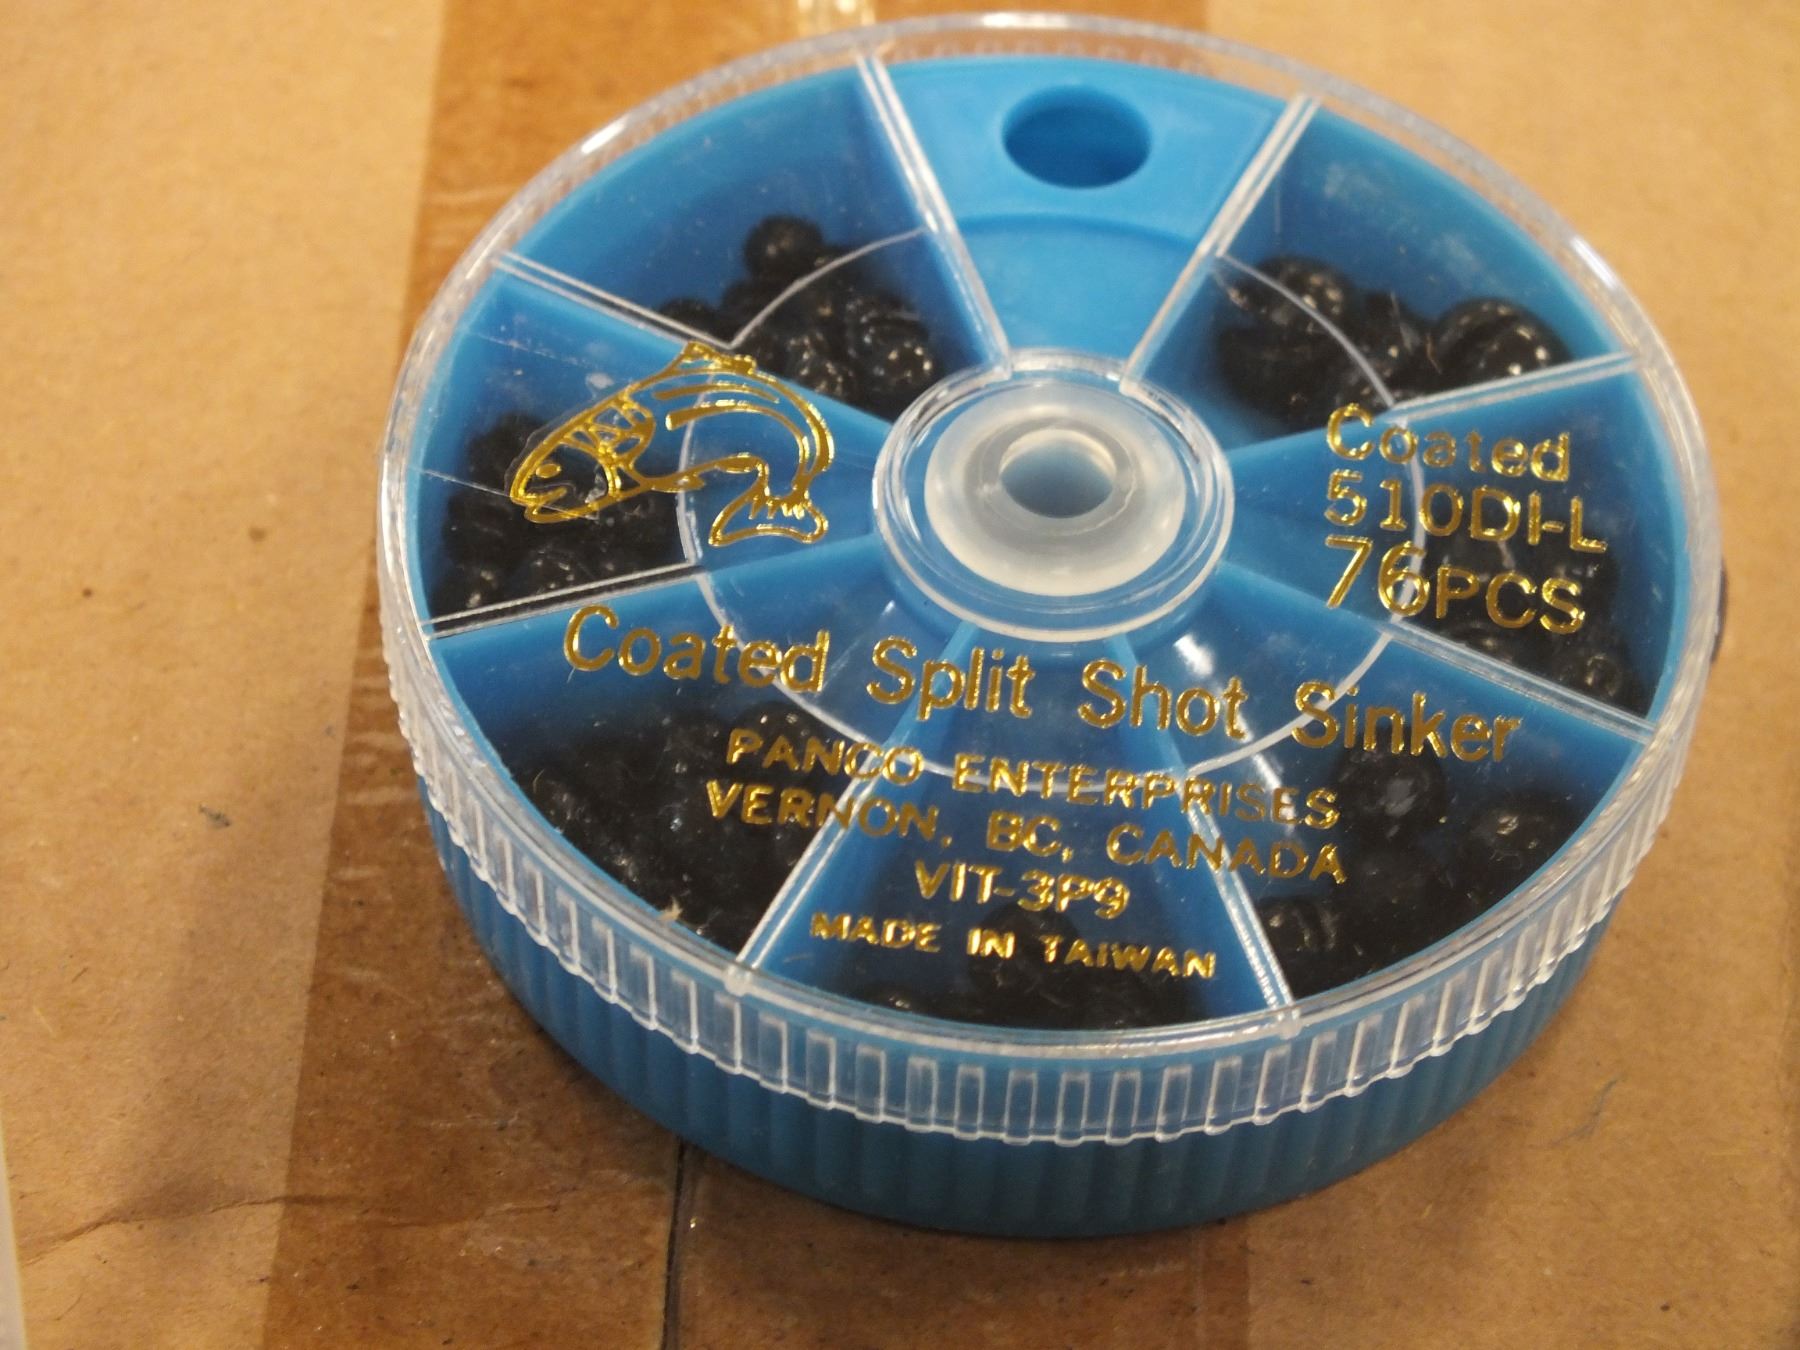 Coated
510DI-L
76PCS
Coated Split Shot Sinker
PANCO ENTERPRISES
VERNON, BC, CANADA
VIT-3P9
MADE IN TAIWAN